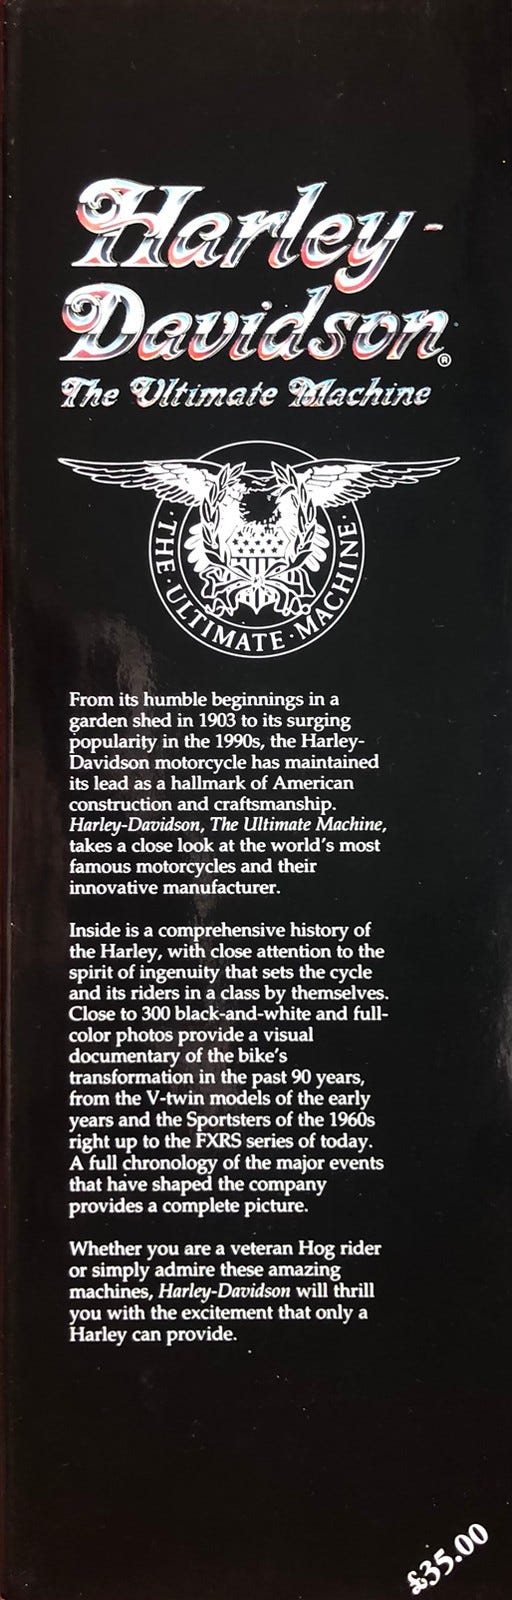 Harley-
Davidson®
The Ultimate Machine
THE · ULTIMATE · MACHINE ·
From its humble beginnings in a
garden shed in 1903 to its surging
popularity in the 1990s, the Harley-
Davidson motorcycle has maintained
its lead as a hallmark of American
construction and craftsmanship.
Harley-Davidson, The Ultimate Machine,
takes a close look at the world's most
famous motorcycles and their
innovative manufacturer.
Inside is a comprehensive history of
the Harley, with close attention to the
spirit of ingenuity that sets the cycle
and its riders in a class by themselves.
Close to 300 black-and-white and full-
color photos provide a visual
documentary of the bike's
transformation in the past 90 years,
from the V-twin models of the early
years and the Sportsters of the 1960s
right up to the FXRS series of today.
A full chronology of the major events
that have shaped the company
provides a complete picture.
Whether you are a veteran Hog rider
or simply admire these amazing
machines, Harley-Davidson will thrill
you with the excitement that only a
Harley can provide.
£35.00